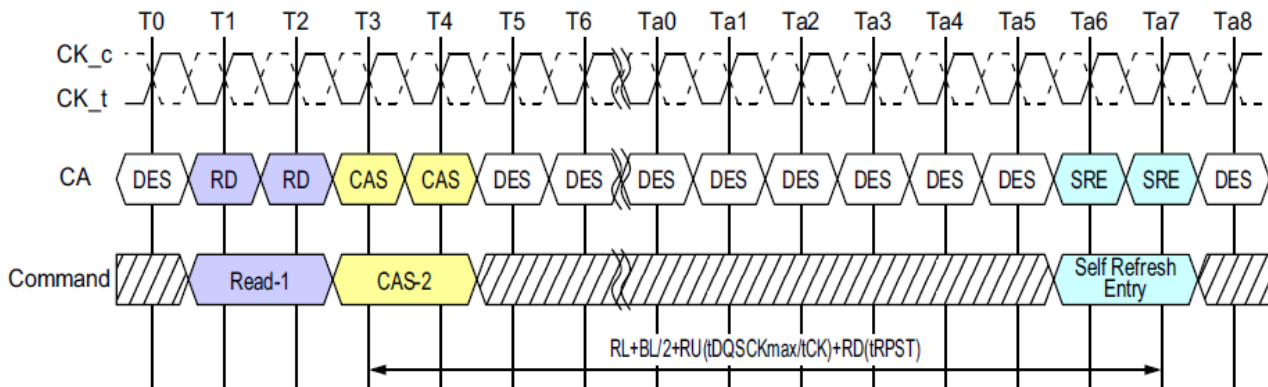 T0 T1 T2 T3 T4 T5 T6 Ta0 Ta1 Ta2 Ta3 Ta4 Ta5 Ta6 Ta7 Ta8
CK_c
CK_t
CA DES RD RD CAS CAS DES DES DES DES DES DES DES DES SRE SRE DES
Command Read-1 CAS-2 Self Refresh
Entry
RL+BL/2+RU(tDQSCKmax/tCK)+RD(tRPST)